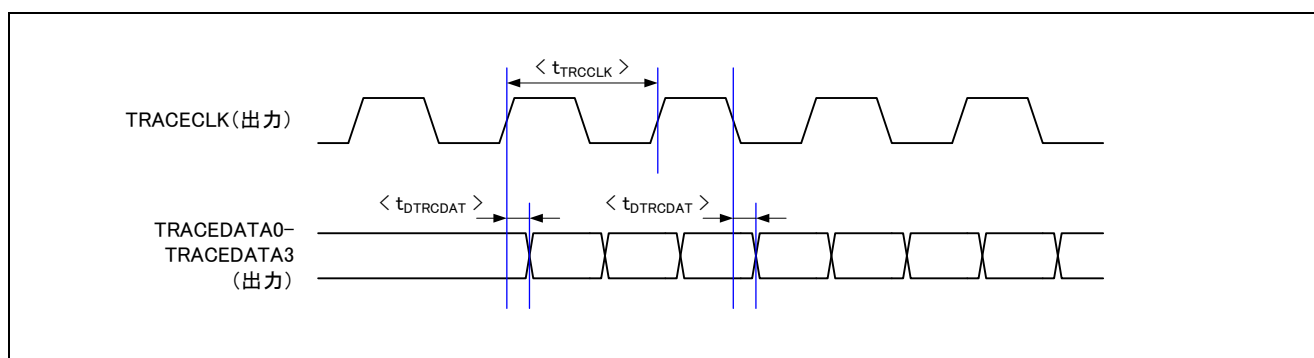 < tTRCCLK >
TRACECLK(出力)
< tDTRCDAT > < tDTRCDAT >
TRACEDATA0-
TRACEDATA3
(出力)